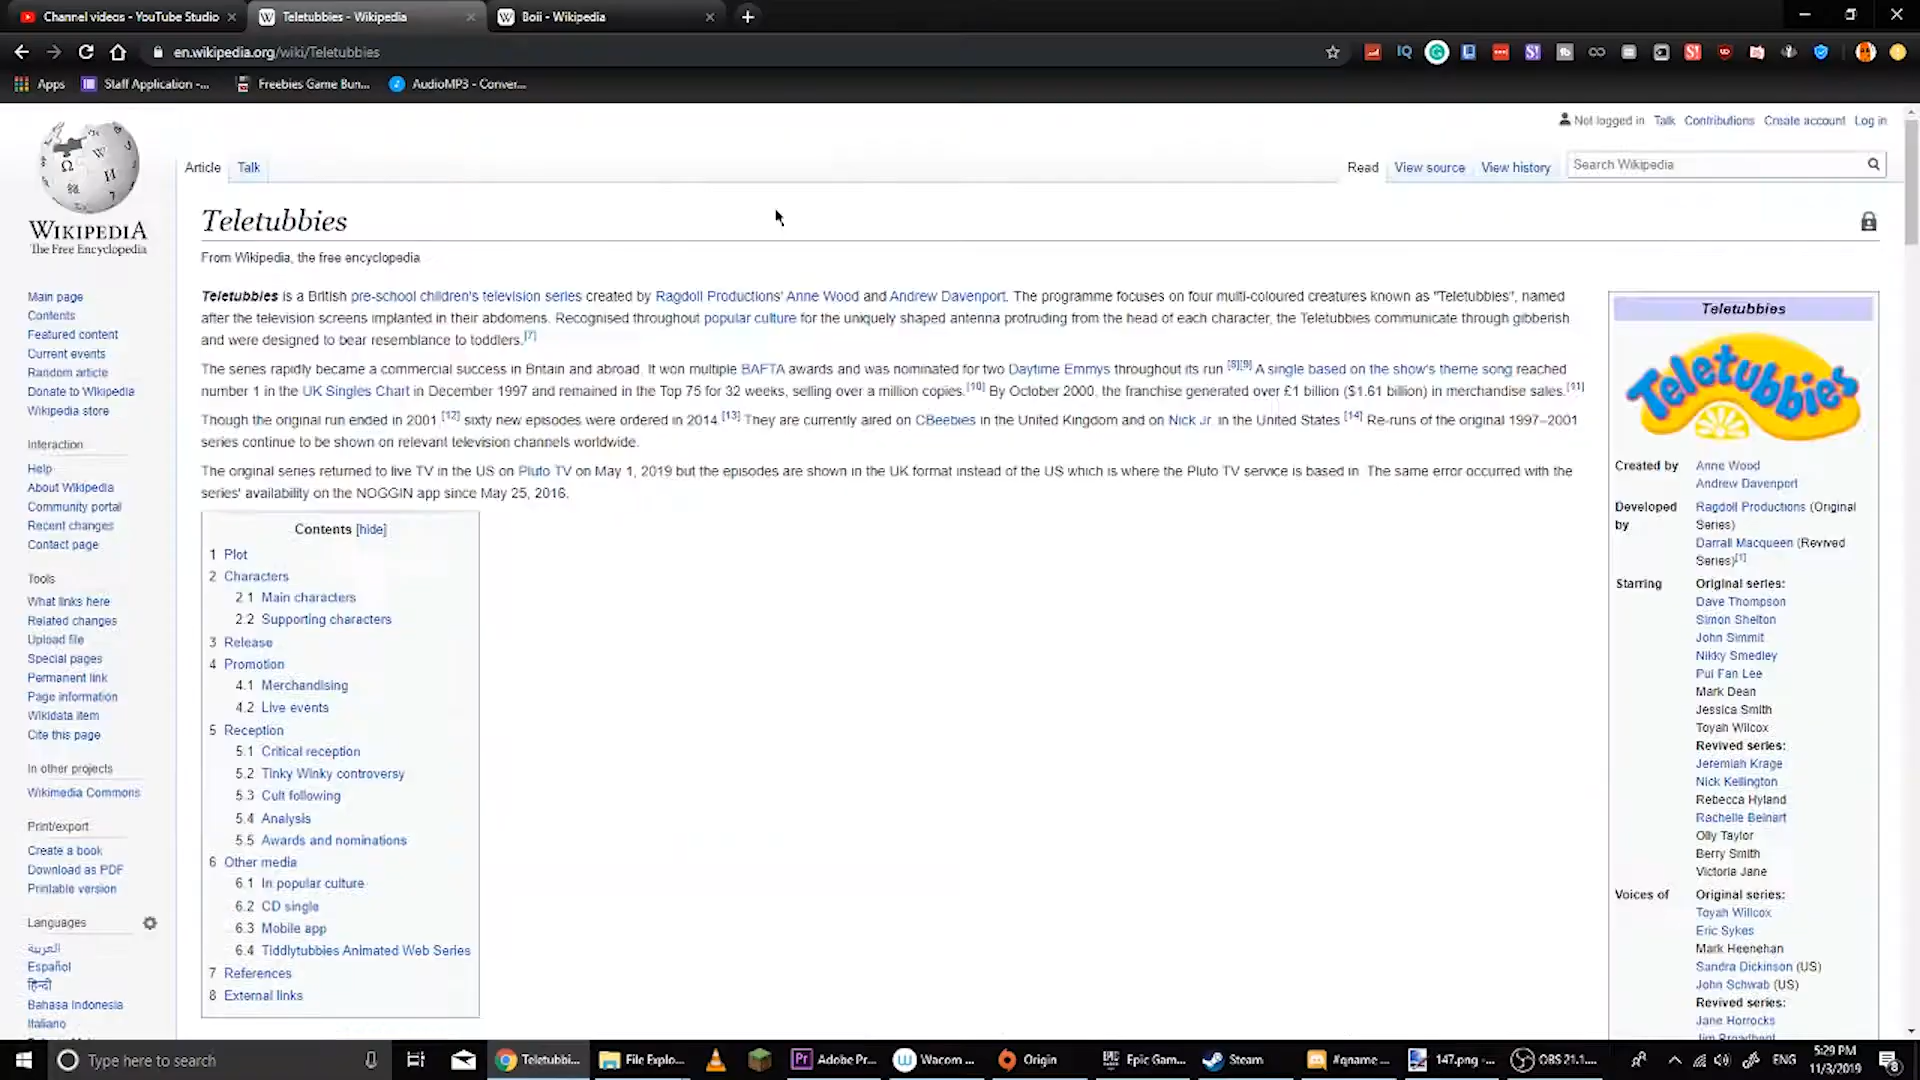 Channel videos - YouTube Studio
Teletubbies - Wikipedia
Boii - Wikipedia
en.wikipedia.org/wiki/Teletubbies
Apps
Staff Application -...
Freebies Game Bun...
AudioMP3 - Conver...
Not logged in Talk Contributions Create account Log in
WIKIPEDIA
The Free Encyclopedia
Article Talk
Read View source View history
Search Wikipedia
Teletubbies
From Wikipedia, the free encyclopedia
Teletubbies is a British pre-school children's television series created by Ragdoll Productions' Anne Wood and Andrew Davenport. The programme focuses on four multi-coloured creatures known as "Teletubbies", named
after the television screens implanted in their abdomens. Recognised throughout popular culture for the uniquely shaped antenna protruding from the head of each character, the Teletubbies communicate through gibberish
and were designed to bear resemblance to toddlers.[7]
The series rapidly became a commercial success in Britain and abroad. It won multiple BAFTA awards and was nominated for two Daytime Emmys throughout its run.[8][9] A single based on the show's theme song reached
number 1 in the UK Singles Chart in December 1997 and remained in the Top 75 for 32 weeks, selling over a million copies.[10] By October 2000, the franchise generated over £1 billion ($1.61 billion) in merchandise sales.[11]
Though the original run ended in 2001,[12] sixty new episodes were ordered in 2014.[13] They are currently aired on CBeebies in the United Kingdom and on Nick Jr. in the United States.[14] Re-runs of the original 1997–2001
series continue to be shown on relevant television channels worldwide.
The original series returned to live TV in the US on Pluto TV on May 1, 2019 but the episodes are shown in the UK format instead of the US which is where the Pluto TV service is based in. The same error occurred with the
series' availability on the NOGGIN app since May 25, 2016.
Contents [hide]
1 Plot
2 Characters
2.1 Main characters
2.2 Supporting characters
3 Release
4 Promotion
4.1 Merchandising
4.2 Live events
5 Reception
5.1 Critical reception
5.2 Tinky Winky controversy
5.3 Cult following
5.4 Analysis
5.5 Awards and nominations
6 Other media
6.1 In popular culture
6.2 CD single
6.3 Mobile app
6.4 Tiddlytubbies Animated Web Series
7 References
8 External links
Main page
Contents
Featured content
Current events
Random article
Donate to Wikipedia
Wikipedia store
Interaction
Help
About Wikipedia
Community portal
Recent changes
Contact page
Tools
What links here
Related changes
Upload file
Special pages
Permanent link
Page information
Wikidata item
Cite this page
In other projects
Wikimedia Commons
Print/export
Create a book
Download as PDF
Printable version
Languages
العربية
Español
हिन्दी
Bahasa Indonesia
Italiano
Teletubbies
Teletubbies
Created by Anne Wood
Andrew Davenport
Developed by Ragdoll Productions (Original
Series)
Darrall Macqueen (Revived
Series)[1]
Starring Original series:
Dave Thompson
Simon Shelton
John Simmit
Nikky Smedley
Pui Fan Lee
Mark Dean
Jessica Smith
Toyah Wilcox
Revived series:
Jeremiah Krage
Nick Kellington
Rebecca Hyland
Rachelle Beinart
Olly Taylor
Berry Smith
Victoria Jane
Voices of Original series:
Toyah Willcox
Eric Sykes
Mark Heenehan
Sandra Dickinson (US)
John Schwab (US)
Revived series:
Jane Horrocks
Jim Broadbent
Type here to search
Teletubbi...
File Explo...
Adobe Pr...
Wacom ...
Origin
Epic Gam...
Steam
#qname ...
147.png -...
OBS 21.1....
ENG
5:29 PM
11/3/2019